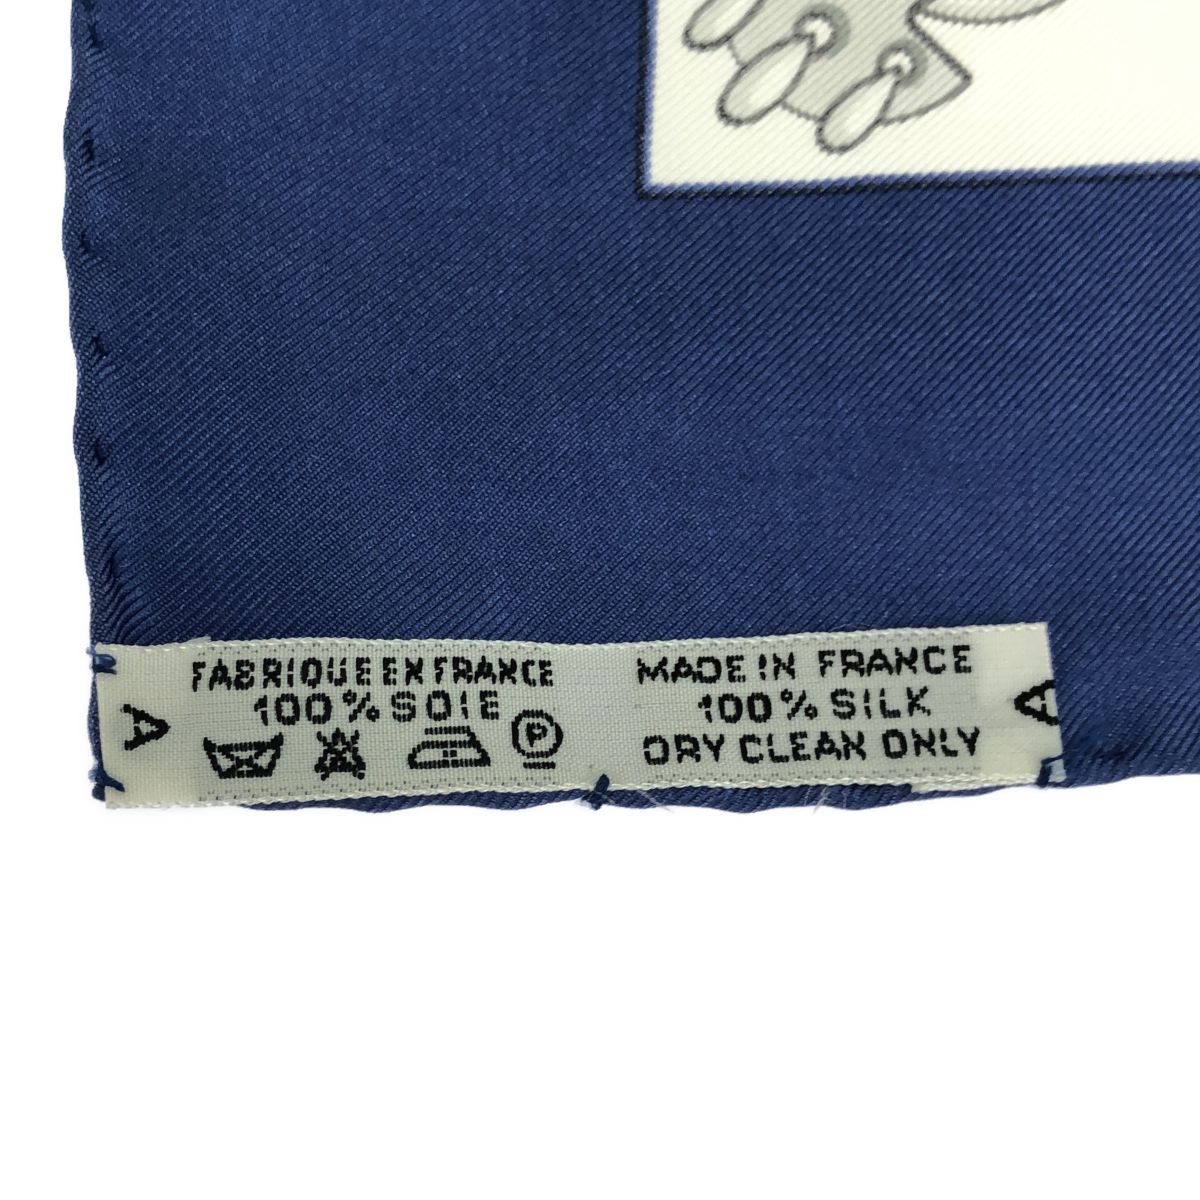 FABRIQUE EN FRANCE
100% SOIE
P
A
MADE IN FRANCE
100% SILK
DRY CLEAN ONLY
A